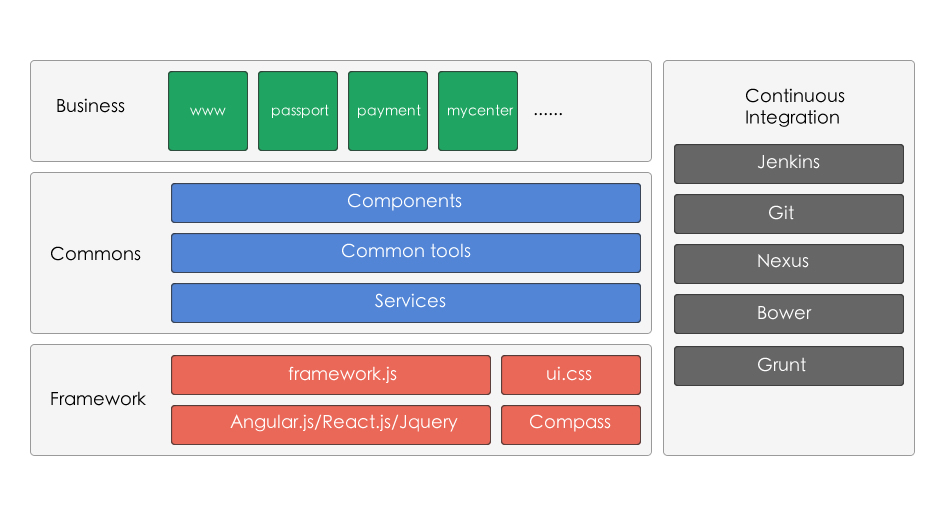 Business
www
passport
payment
mycenter
......
Commons
Components
Common tools
Services
Framework
framework.js
ui.css
Angular.js/React.js/Jquery
Compass
Continuous
Integration
Jenkins
Git
Nexus
Bower
Grunt